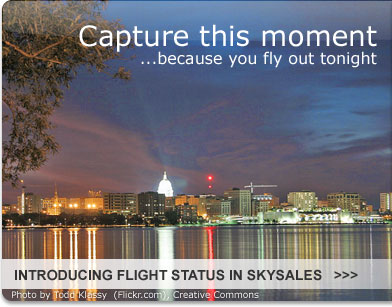 Capture this moment
...because you fly out tonight
INTRODUCING FLIGHT STATUS IN SKYSALES >>>
Photo by Todd Klassy (Flickr.com), Creative Commons